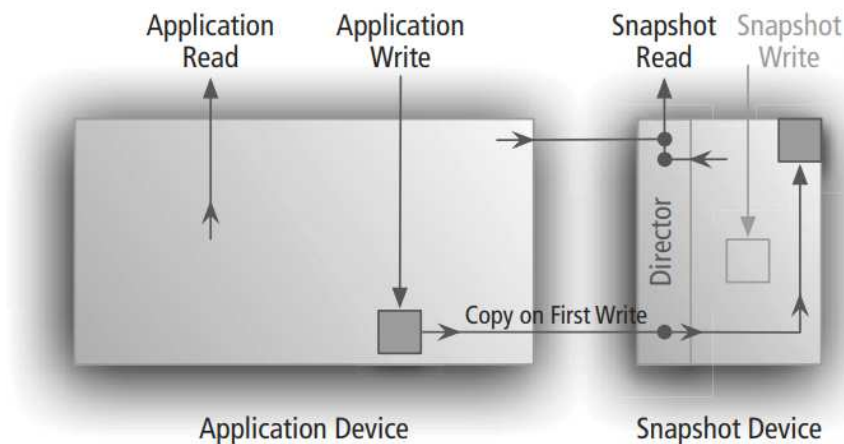 Application
Read
Application
Write
Snapshot
Read
Snapshot
Write
Director
Copy on First Write
Application Device
Snapshot Device